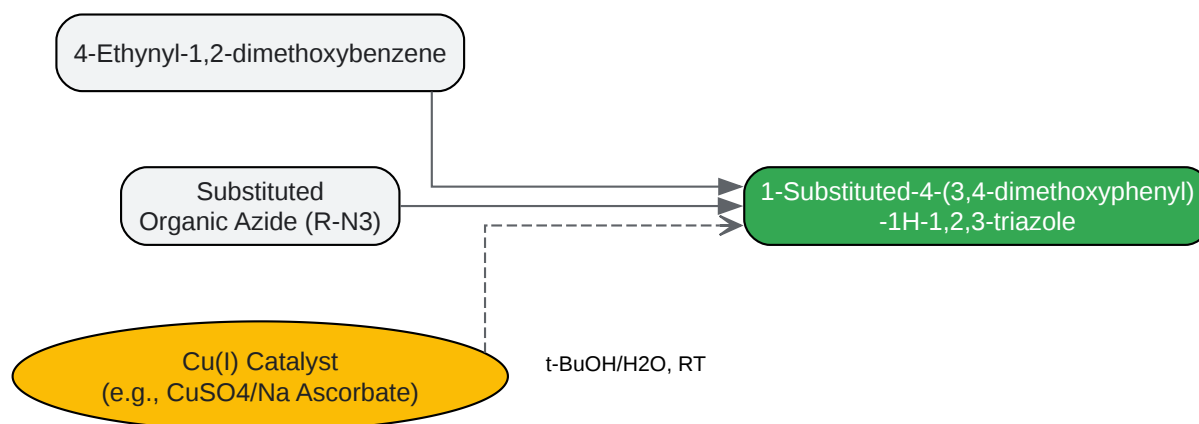 4-Ethynyl-1,2-dimethoxybenzene
Substituted
Organic Azide (R-N3)
1-Substituted-4-(3,4-dimethoxyphenyl)
-1H-1,2,3-triazole
Cu(I) Catalyst
(e.g., CuSO4/Na Ascorbate)
t-BuOH/H2O, RT